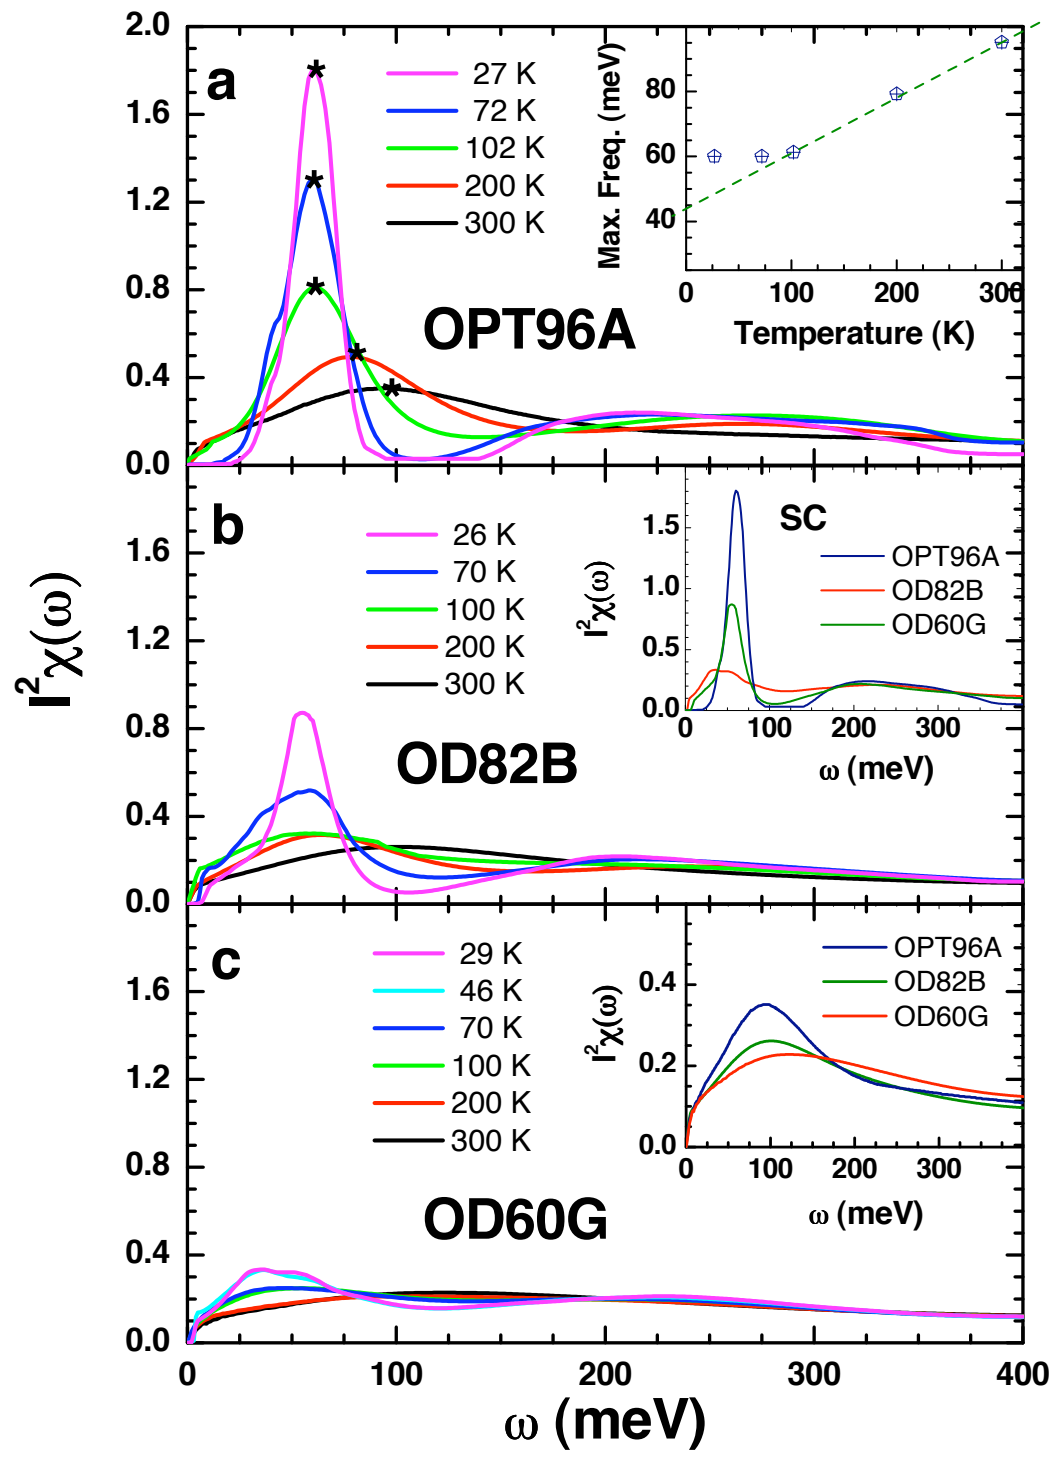 2.0
1.6
1.2
0.8
0.4
0.0
a
27 K
72 K
102 K
200 K
300 K
OPT96A
Max. Freq. (meV)
80
60
40
0 100 200 300
Temperature (K)
I²χ(ω)
1.6
1.2
0.8
0.4
0.0
b
26 K
70 K
100 K
200 K
300 K
OD82B
I²χ(ω)
1.5
1.0
0.5
0.0
SC
OPT96A
OD82B
OD60G
0 100 200 300
ω (meV)
1.6
1.2
0.8
0.4
0.0
c
29 K
46 K
70 K
100 K
200 K
300 K
OD60G
I²χ(ω)
0.4
0.2
0.0
OPT96A
OD82B
OD60G
0 100 200 300
ω (meV)
0 100 200 300 400
ω (meV)